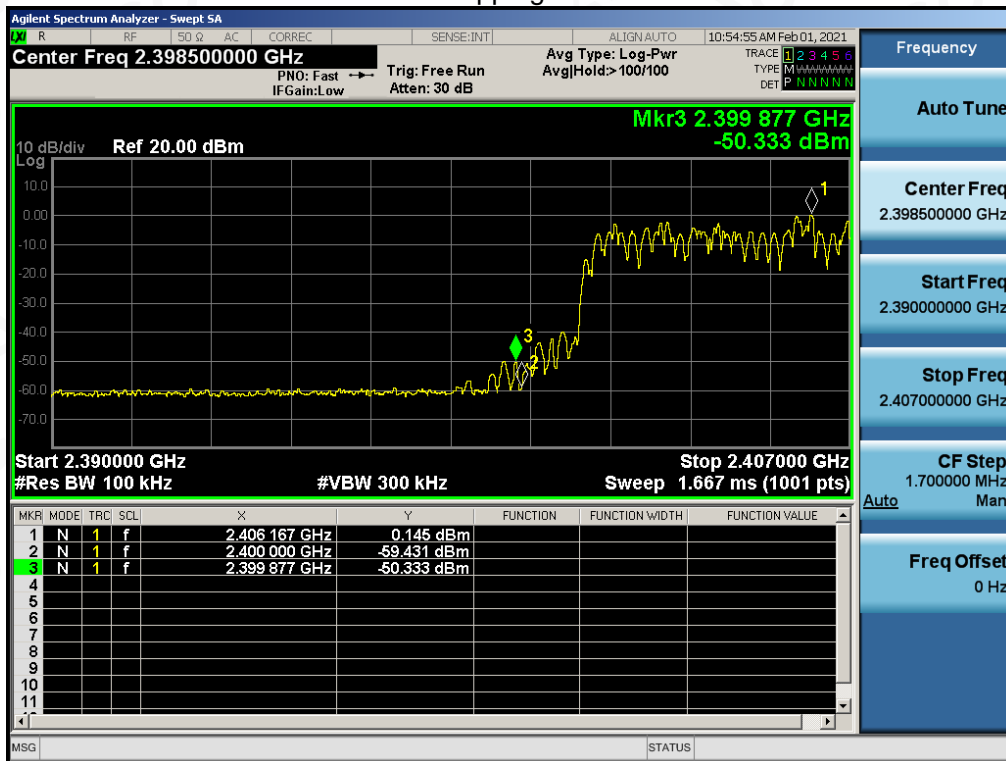 pping
Agilent Spectrum Analyzer - Swept SA
LXI R RF 50 Ω AC CORREC SENSE:INT ALIGN AUTO 10:54:55 AM Feb 01, 2021
Center Freq 2.398500000 GHz
PNO: Fast
IFGain:Low
Trig: Free Run
Atten: 30 dB
Avg Type: Log-Pwr
Avg|Hold:>100/100
TRACE 1 2 3 4 5 6
TYPE M WWWWW
DET P N N N N N
Mkr3 2.399 877 GHz
-50.333 dBm
10 dB/div Ref 20.00 dBm
Log
10.0
0.00
-10.0
-20.0
-30.0
-40.0
-50.0
-60.0
-70.0
1
3
2
Start 2.390000 GHz Stop 2.407000 GHz
#Res BW 100 kHz #VBW 300 kHz Sweep 1.667 ms (1001 pts)
MKR MODE TRC SCL X Y FUNCTION FUNCTION WIDTH FUNCTION VALUE
1 N 1 f 2.406 167 GHz 0.145 dBm
2 N 1 f 2.400 000 GHz -59.431 dBm
3 N 1 f 2.399 877 GHz -50.333 dBm
4
5
6
7
8
9
10
11
MSG STATUS
Frequency
Auto Tune
Center Freq
2.398500000 GHz
Start Freq
2.390000000 GHz
Stop Freq
2.407000000 GHz
CF Step
1.700000 MHz
Auto Man
Freq Offset
0 Hz